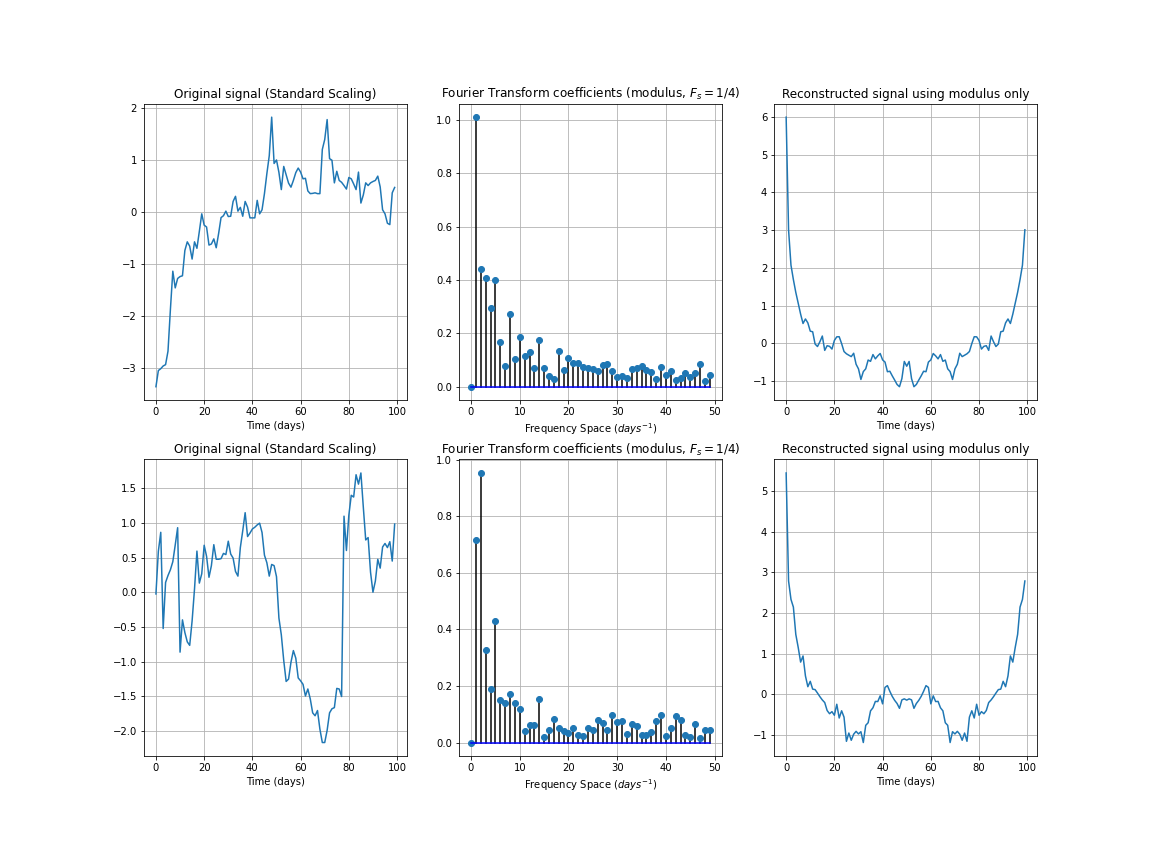 Original signal (Standard Scaling)
Fourier Transform coefficients (modulus, $F_s = 1/4$)
Reconstructed signal using modulus only
2
1
0
−1
−2
−3
0 20 40 60 80 100
Time (days)
1.0
0.8
0.6
0.4
0.2
0.0
0 10 20 30 40 50
Frequency Space ($days^{-1}$)
6
5
4
3
2
1
0
−1
0 20 40 60 80 100
Time (days)
Original signal (Standard Scaling)
Fourier Transform coefficients (modulus, $F_s = 1/4$)
Reconstructed signal using modulus only
1.5
1.0
0.5
0.0
−0.5
−1.0
−1.5
−2.0
0 20 40 60 80 100
Time (days)
1.0
0.8
0.6
0.4
0.2
0.0
0 10 20 30 40 50
Frequency Space ($days^{-1}$)
5
4
3
2
1
0
−1
0 20 40 60 80 100
Time (days)